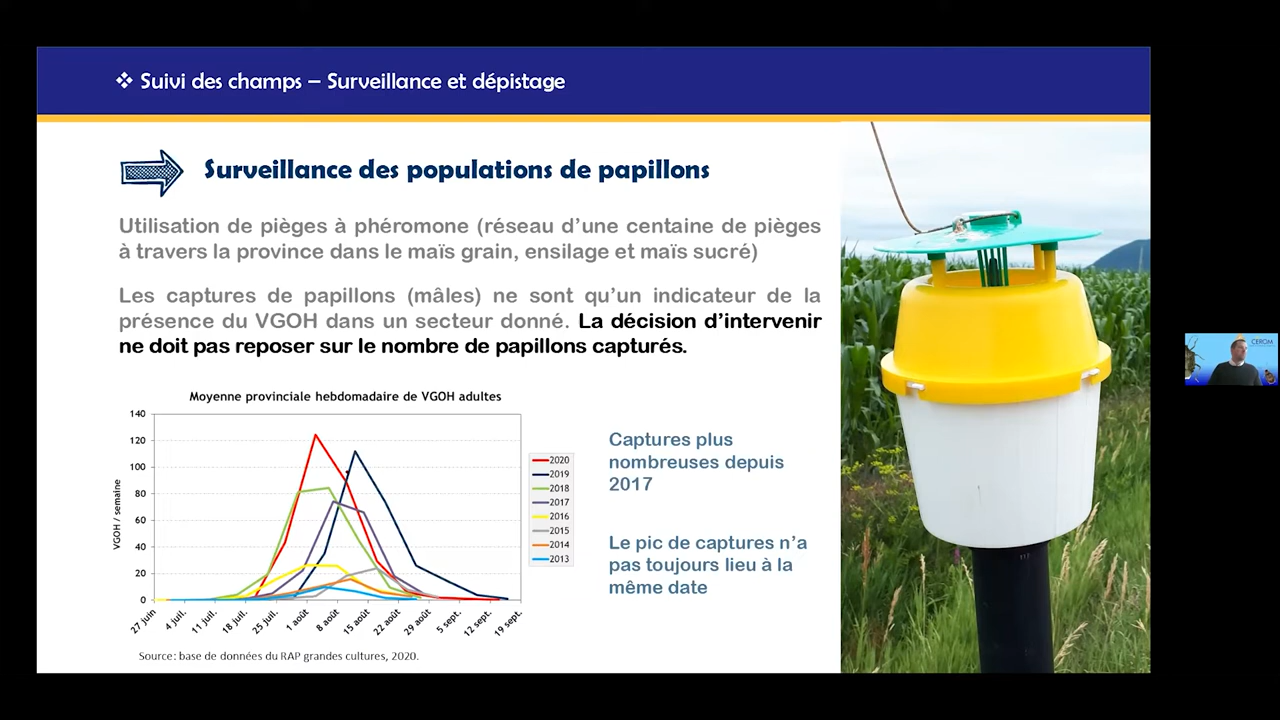 ❖ Suivi des champs – Surveillance et dépistage
Surveillance des populations de papillons
Utilisation de pièges à phéromone (réseau d’une centaine de pièges
à travers la province dans le maïs grain, ensilage et maïs sucré)
Les captures de papillons (mâles) ne sont qu’un indicateur de la
présence du VGOH dans un secteur donné. La décision d’intervenir
ne doit pas reposer sur le nombre de papillons capturés.
Moyenne provinciale hebdomadaire de VGOH adultes
VGOH / semaine
140
120
100
80
60
40
20
0
27 juin
4 juil.
11 juil.
18 juil.
25 juil.
1 août
8 août
15 août
22 août
29 août
5 sept.
12 sept.
19 sept.
2020
2019
2018
2017
2016
2015
2014
2013
Source: base de données du RAP grandes cultures, 2020.
Captures plus
nombreuses depuis
2017
Le pic de captures n’a
pas toujours lieu à la
même date
CEROM